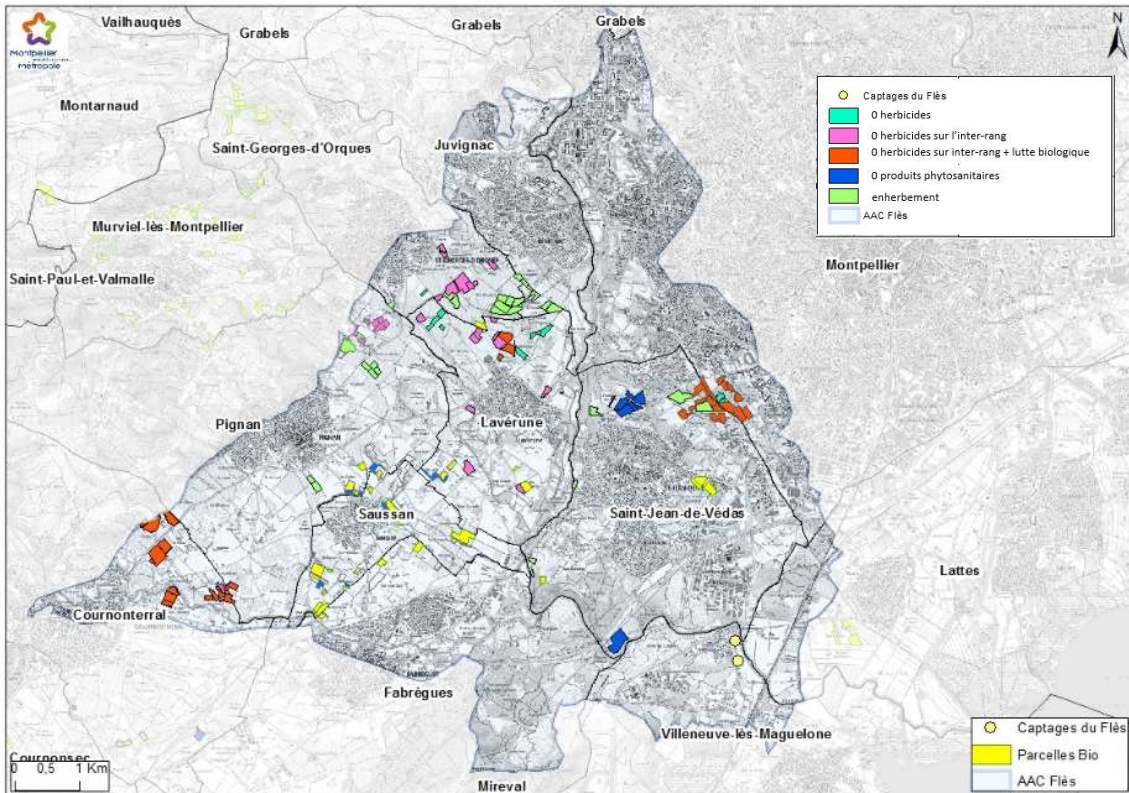 Vailhauquès
Grabels
Grabels
Grabels
N
Montpellier
métropole
Montarnaud
Saint-Georges-d'Orques
Juvignac
Captages du Flès
0 herbicides
0 herbicides sur l'inter-rang
0 herbicides sur inter-rang + lutte biologique
0 produits phytosanitaires
enherbement
AAC Flès
Murviel-lès-Montpellier
Saint-Paul-et-Valmalle
Montpellier
Pignan
Lavérune
Saussan
Saint-Jean-de-Védas
Lattes
Cournonterral
Fabrègues
Villeneuve-lès-Maguelone
Captages du Flès
Parcelles Bio
AAC Flès
Cournonsec
0 0,5 1 Km
Mireval